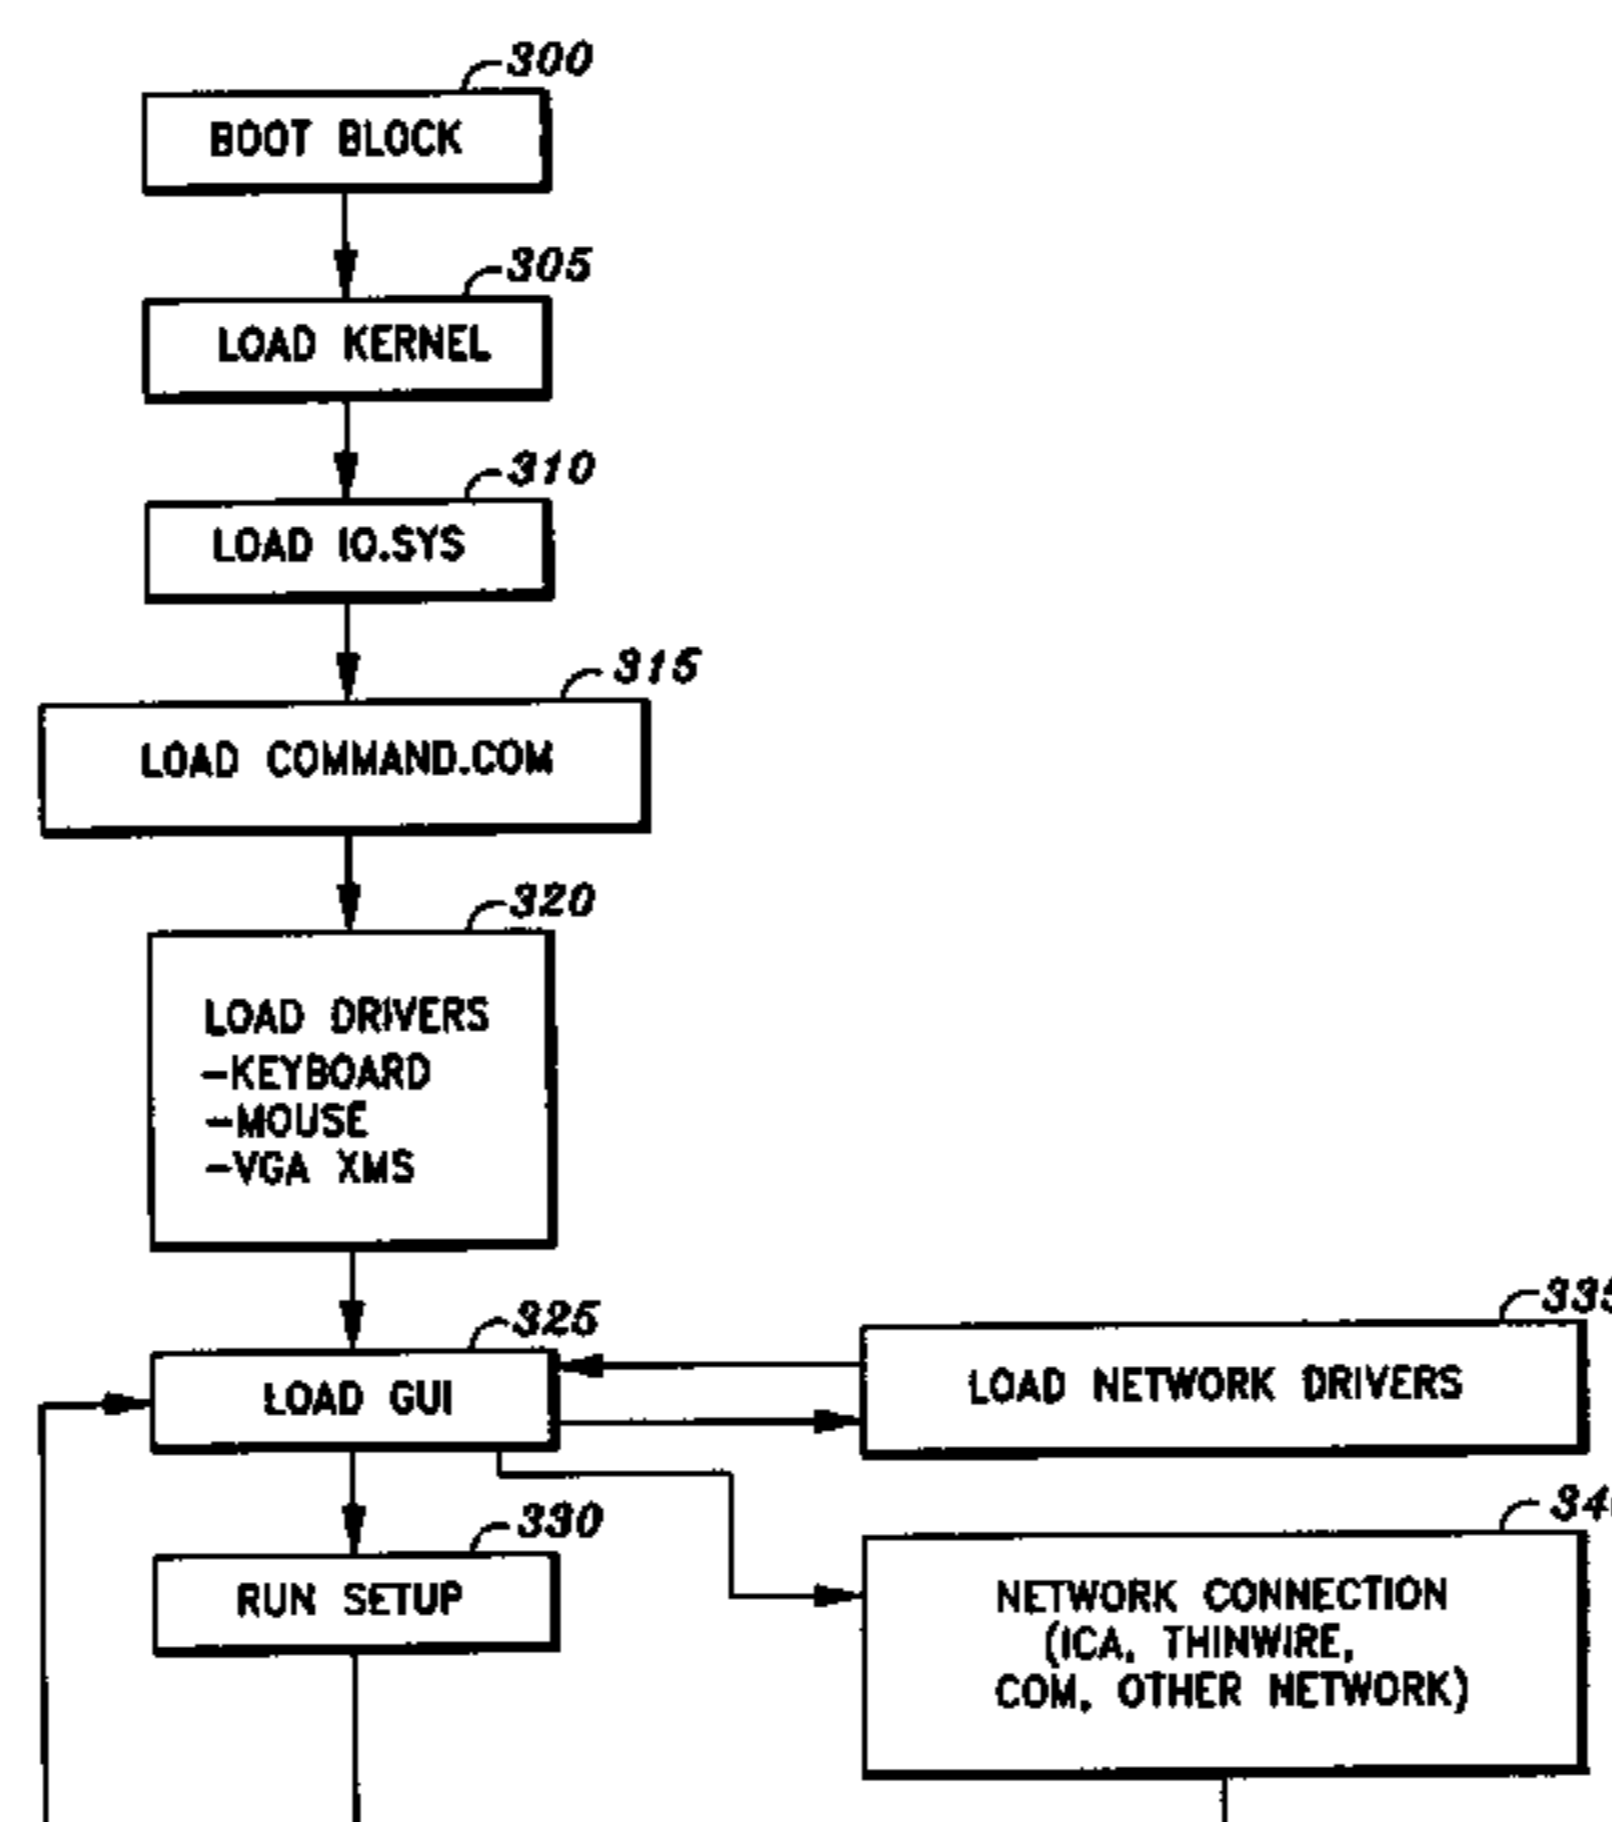 300
BOOT BLOCK
305
LOAD KERNEL
310
LOAD IO.SYS
315
LOAD COMMAND.COM
320
LOAD DRIVERS
-KEYBOARD
-MOUSE
-VGA XMS
325
LOAD GUI
335
LOAD NETWORK DRIVERS
330
RUN SETUP
NETWORK CONNECTION
(ICA, THINWIRE,
COM, OTHER NETWORK)